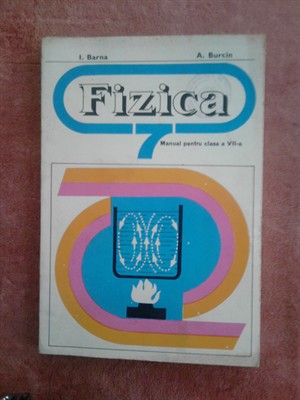 I. Barna A. Burcin
Fizica
7
Manual pentru clasa a VII-a